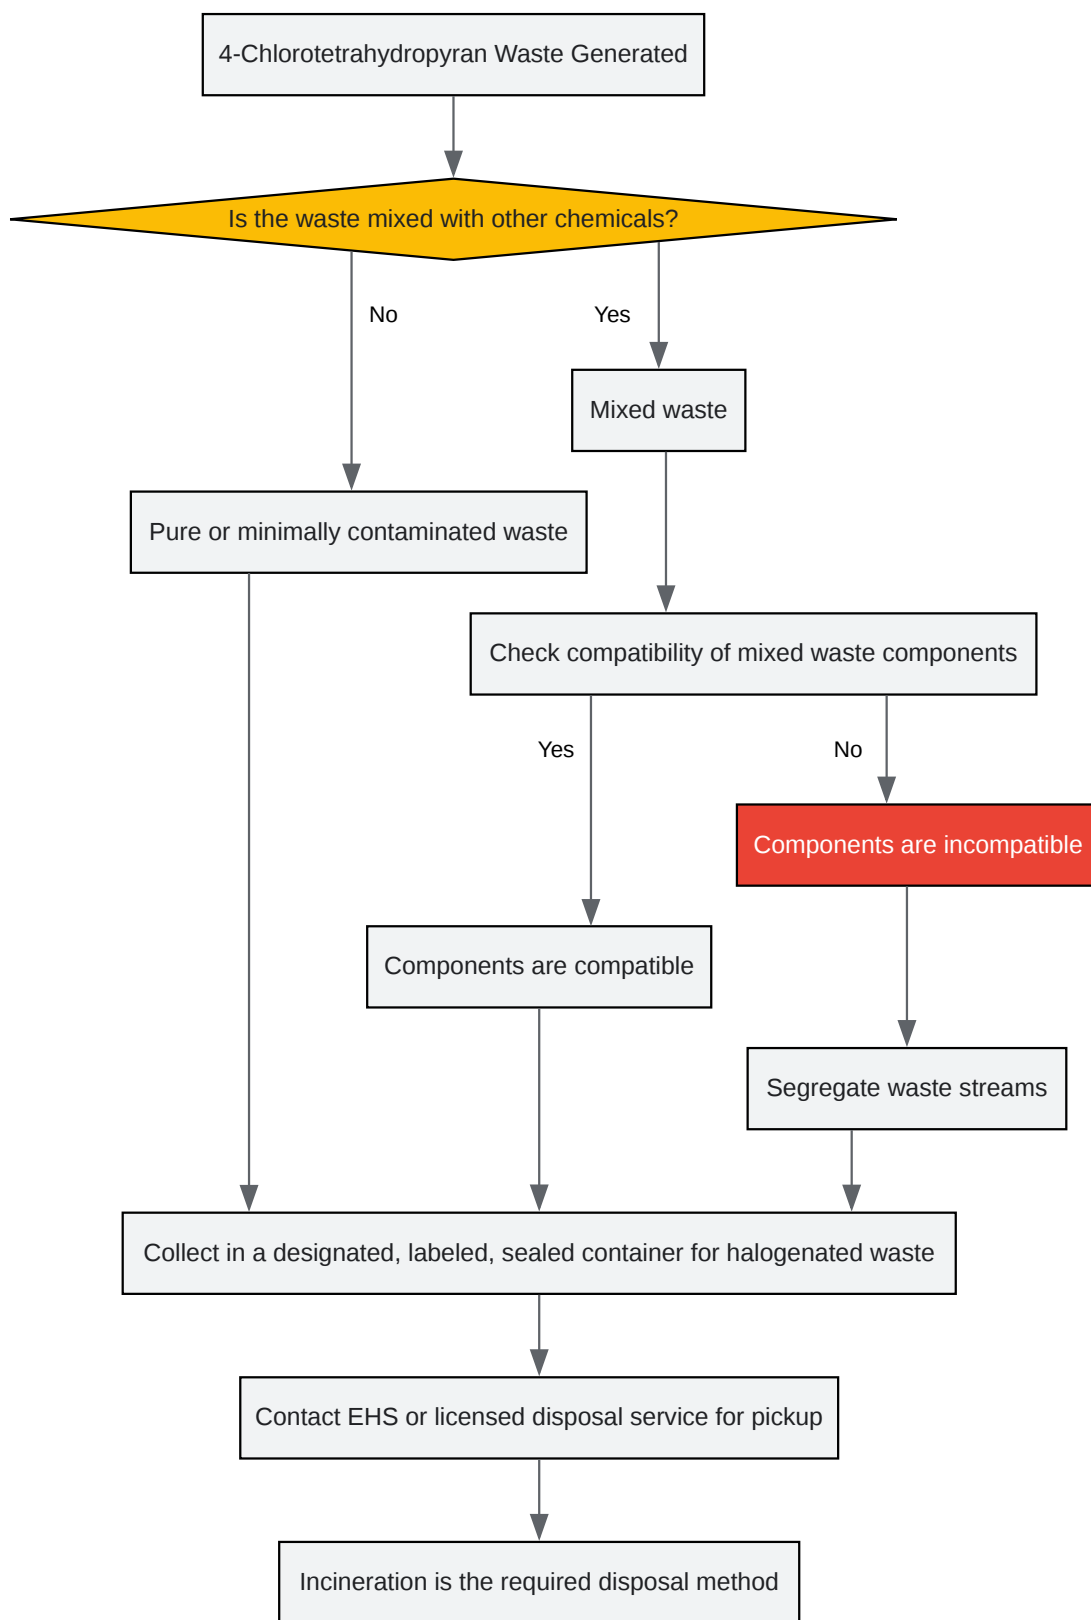 4-Chlorotetrahydropyran Waste Generated
Is the waste mixed with other chemicals?
No
Yes
Mixed waste
Pure or minimally contaminated waste
Check compatibility of mixed waste components
Yes
No
Components are incompatible
Components are compatible
Segregate waste streams
Collect in a designated, labeled, sealed container for halogenated waste
Contact EHS or licensed disposal service for pickup
Incineration is the required disposal method